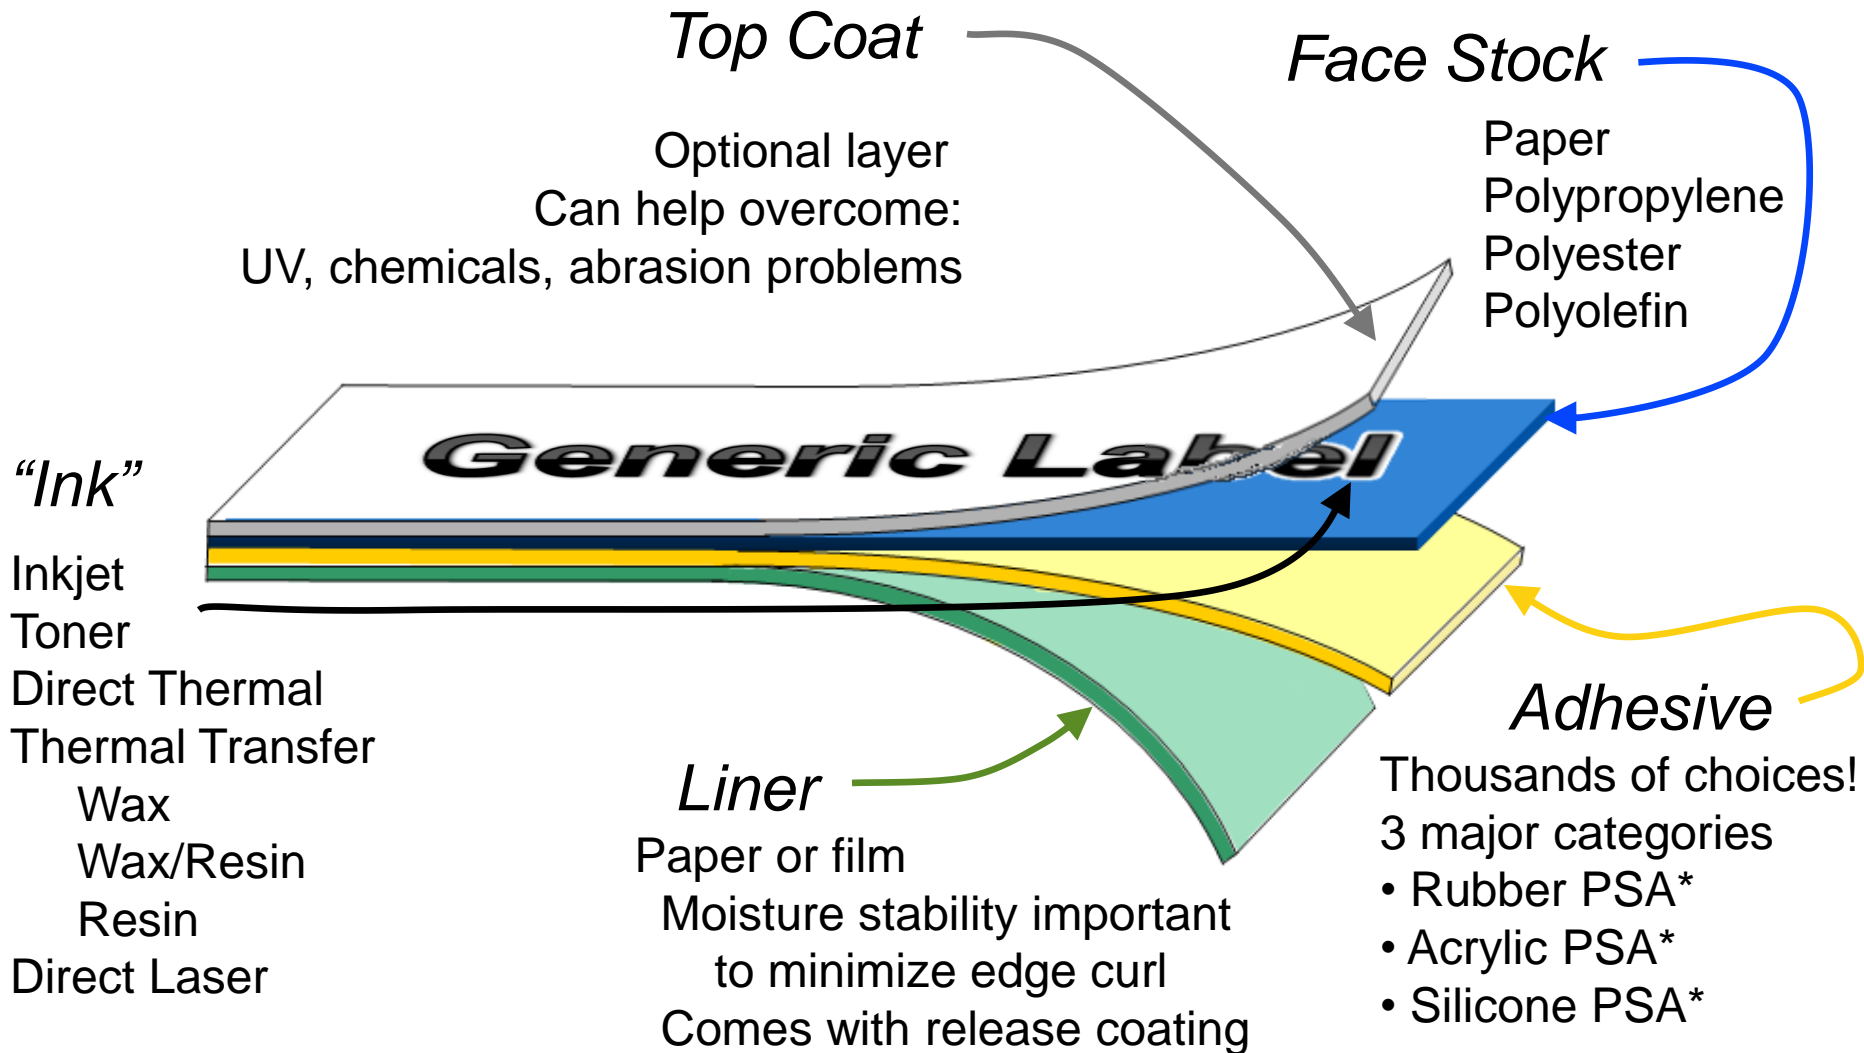 Top Coat
Optional layer
Can help overcome:
UV, chemicals, abrasion problems
Face Stock
Paper
Polypropylene
Polyester
Polyolefin
Generic Label
“Ink”
Inkjet
Toner
Direct Thermal
Thermal Transfer
Wax
Wax/Resin
Resin
Direct Laser
Liner
Paper or film
Moisture stability important
to minimize edge curl
Comes with release coating
Adhesive
Thousands of choices!
3 major categories
• Rubber PSA*
• Acrylic PSA*
• Silicone PSA*